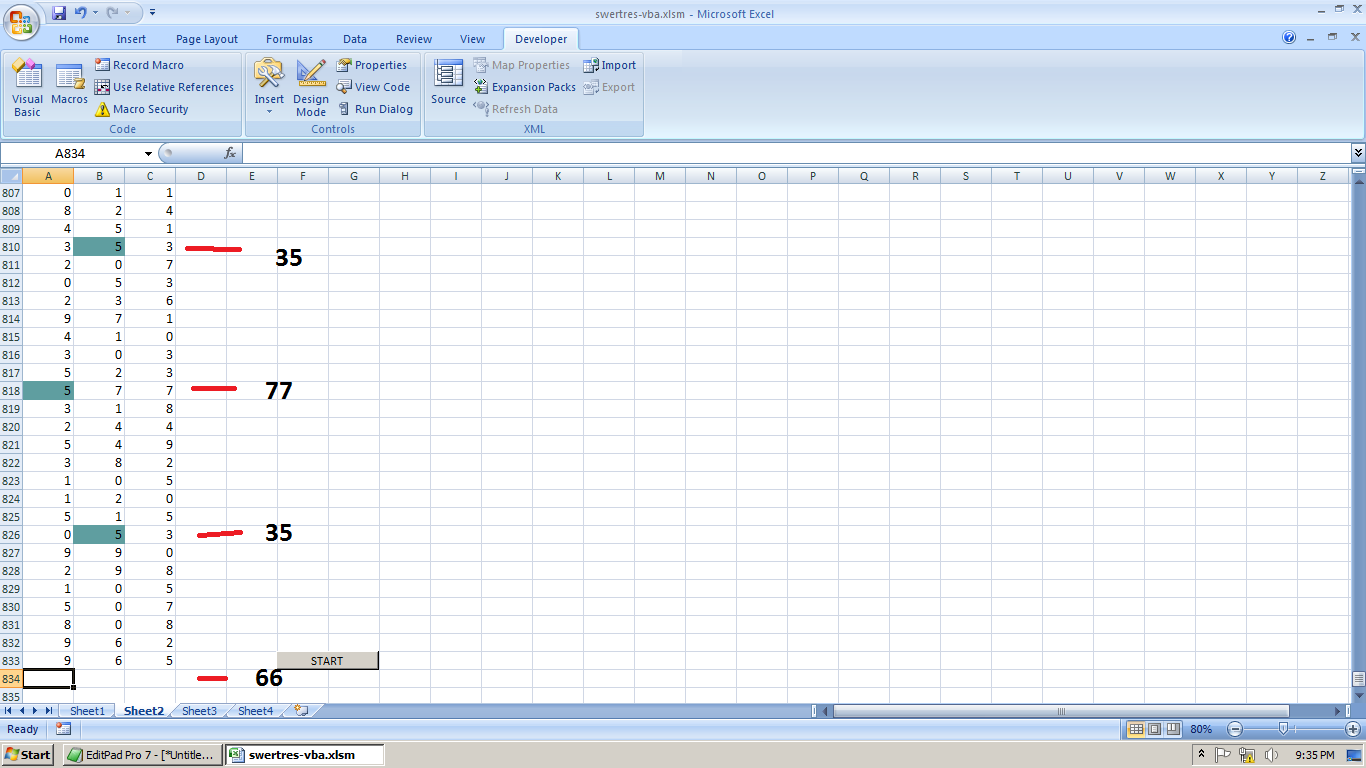 swertres-vba.xlsm - Microsoft Excel
Home Insert Page Layout Formulas Data Review View Developer
Visual Basic
Macros
Record Macro
Use Relative References
Macro Security
Code
Insert
Design Mode
Properties
View Code
Run Dialog
Controls
Source
Map Properties
Expansion Packs
Refresh Data
Import
Export
XML
A834 fx
A B C D E F G H I J K L M N O P Q R S T U V W X Y Z
807 0 1 1
808 8 2 4
809 4 5 1
810 3 5 3 35
811 2 0 7
812 0 5 3
813 2 3 6
814 9 7 1
815 4 1 0
816 3 0 3
817 5 2 3
818 5 7 7 77
819 3 1 8
820 2 4 4
821 5 4 9
822 3 8 2
823 1 0 5
824 1 2 0
825 5 1 5
826 0 5 3 35
827 9 9 0
828 2 9 8
829 1 0 5
830 5 0 7
831 8 0 8
832 9 6 2
833 9 6 5 START
834 66
835
Sheet1 Sheet2 Sheet3 Sheet4
Ready 80%
Start EditPad Pro 7 - [*Untitle... swertres-vba.xlsm 9:35 PM